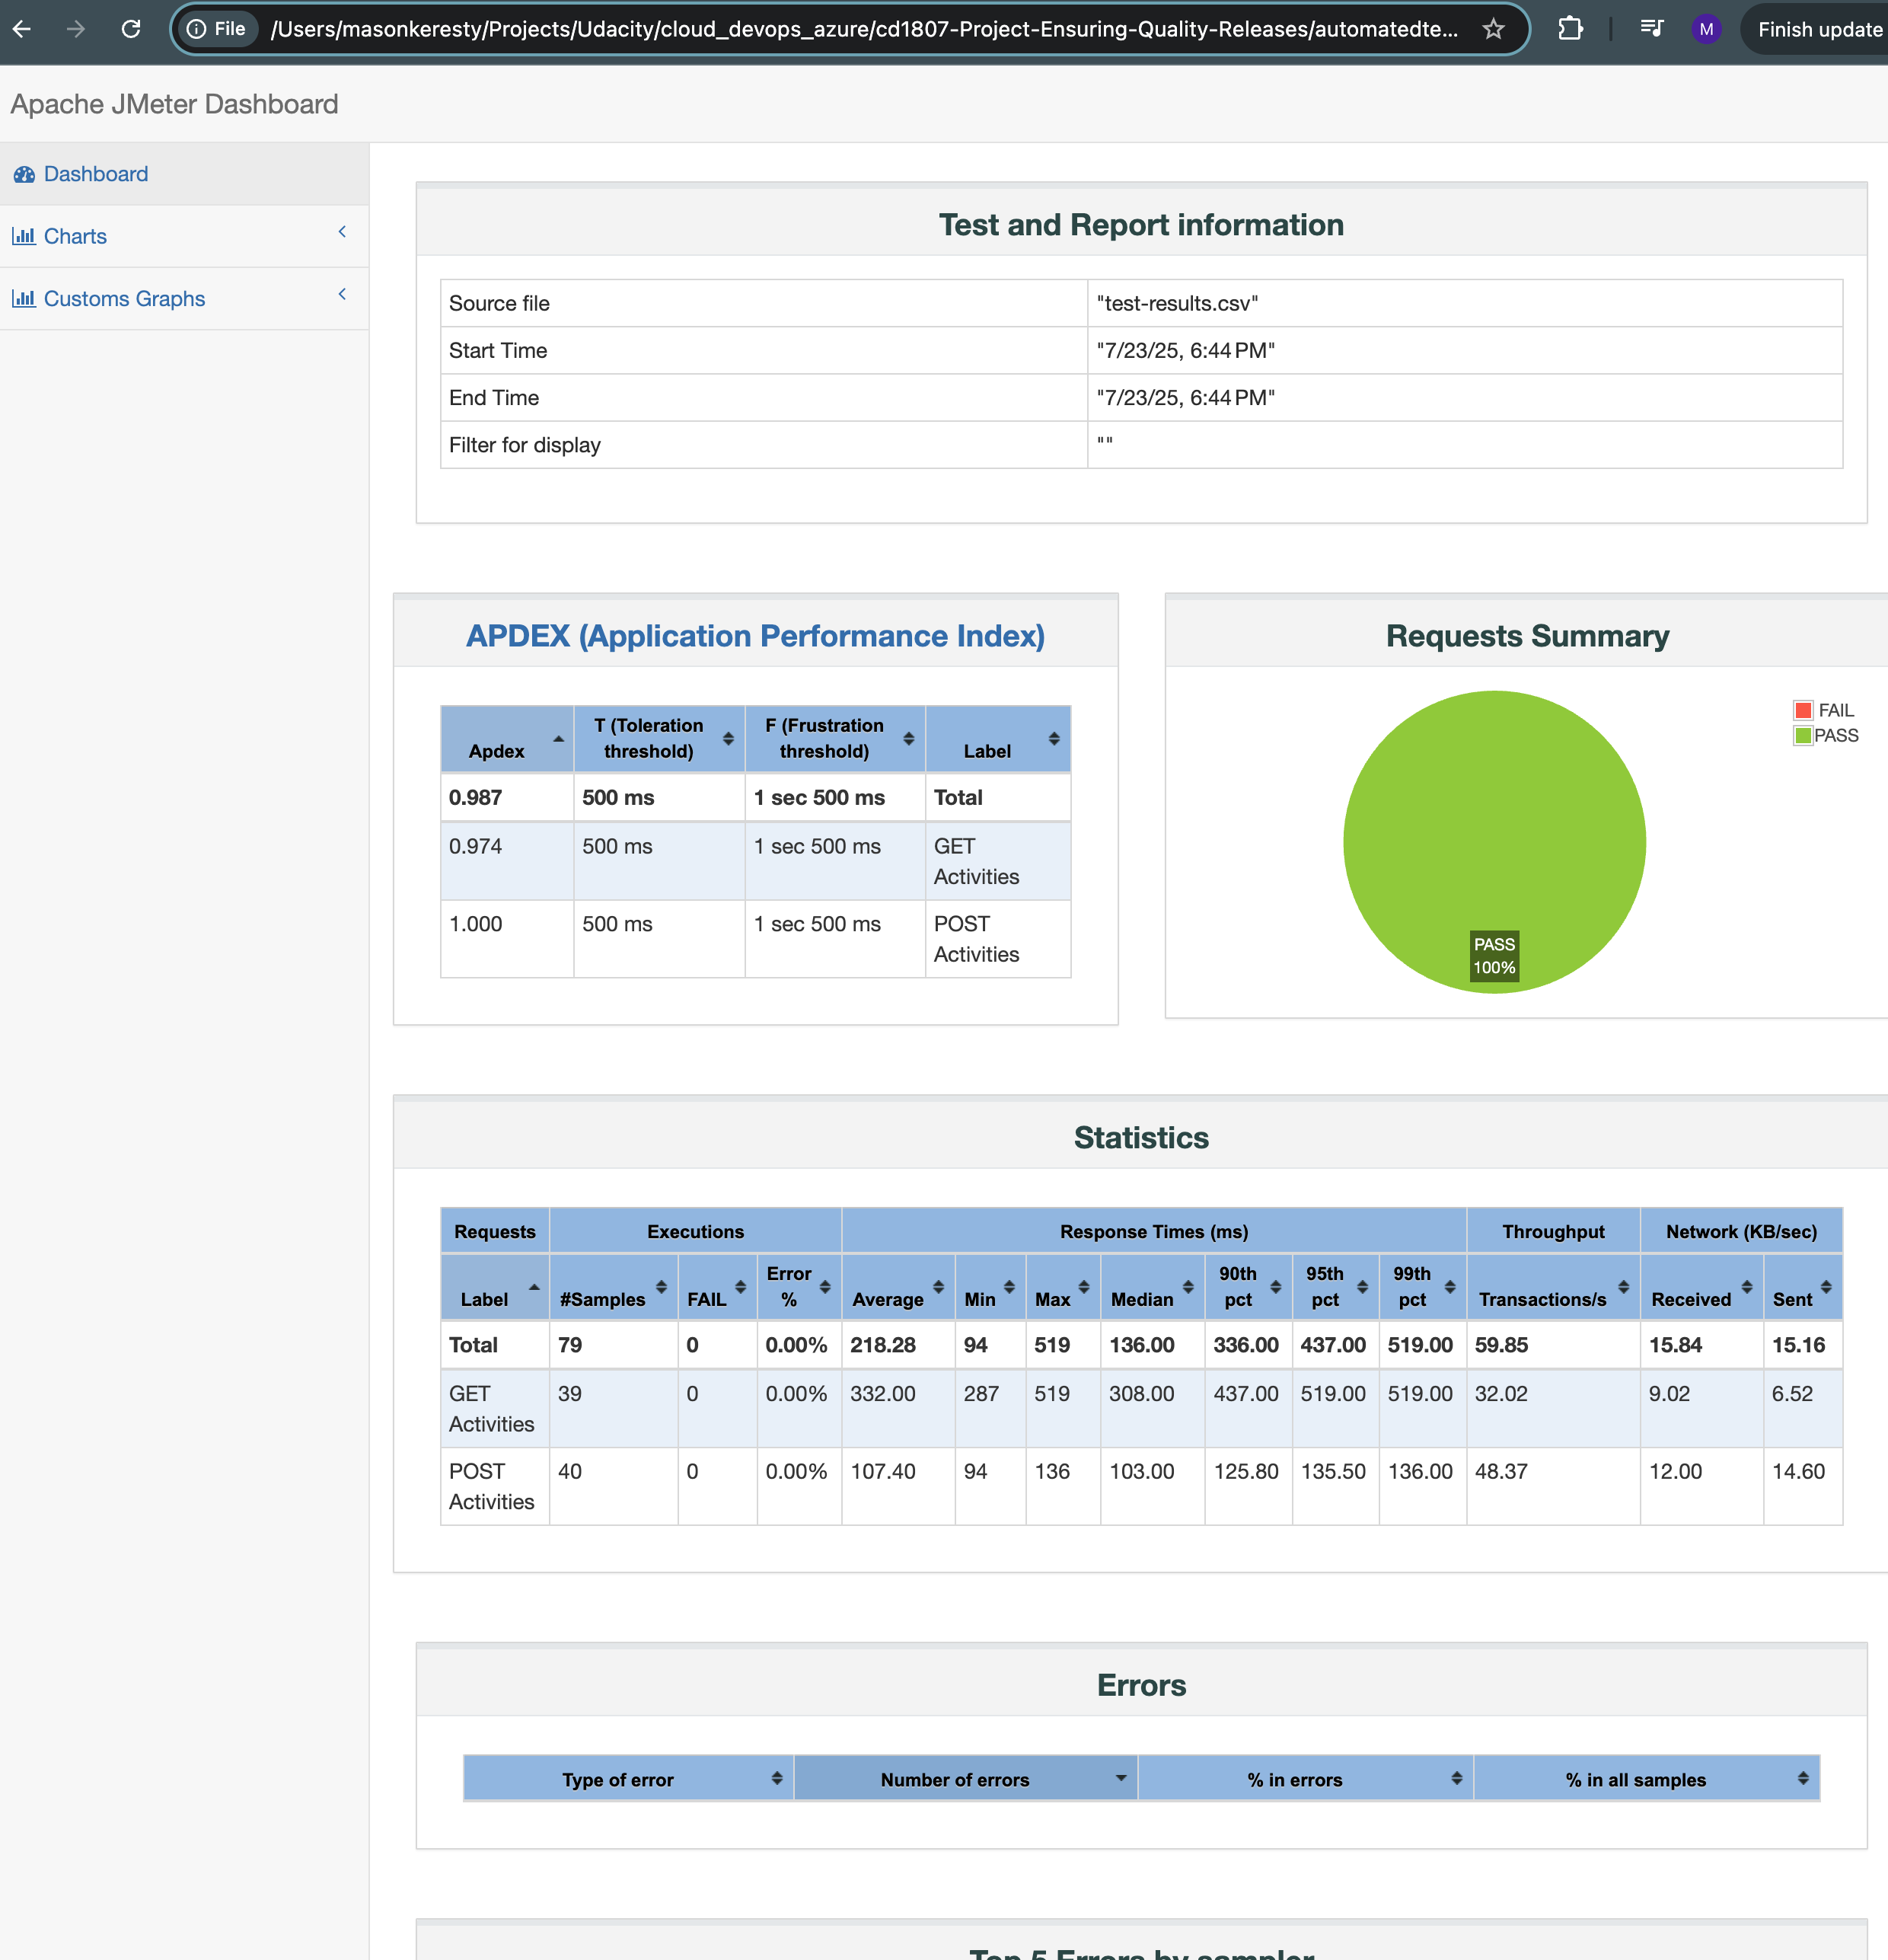 File /Users/masonkeresty/Projects/Udacity/cloud_devops_azure/cd1807-Project-Ensuring-Quality-Releases/automatedte... M Finish update
Apache JMeter Dashboard
Dashboard
Charts
Customs Graphs
Test and Report information
Source file "test-results.csv"
Start Time "7/23/25, 6:44 PM"
End Time "7/23/25, 6:44 PM"
Filter for display ""
APDEX (Application Performance Index)
Apdex T (Toleration threshold) F (Frustration threshold) Label
0.987 500 ms 1 sec 500 ms Total
0.974 500 ms 1 sec 500 ms GET Activities
1.000 500 ms 1 sec 500 ms POST Activities
Requests Summary
FAIL
PASS
PASS
100%
Statistics
Requests Executions Response Times (ms) Throughput Network (KB/sec)
Label #Samples FAIL Error % Average Min Max Median 90th pct 95th pct 99th pct Transactions/s Received Sent
Total 79 0 0.00% 218.28 94 519 136.00 336.00 437.00 519.00 59.85 15.84 15.16
GET Activities 39 0 0.00% 332.00 287 519 308.00 437.00 519.00 519.00 32.02 9.02 6.52
POST Activities 40 0 0.00% 107.40 94 136 103.00 125.80 135.50 136.00 48.37 12.00 14.60
Errors
Type of error Number of errors % in errors % in all samples
Top 5 Errors by sampler